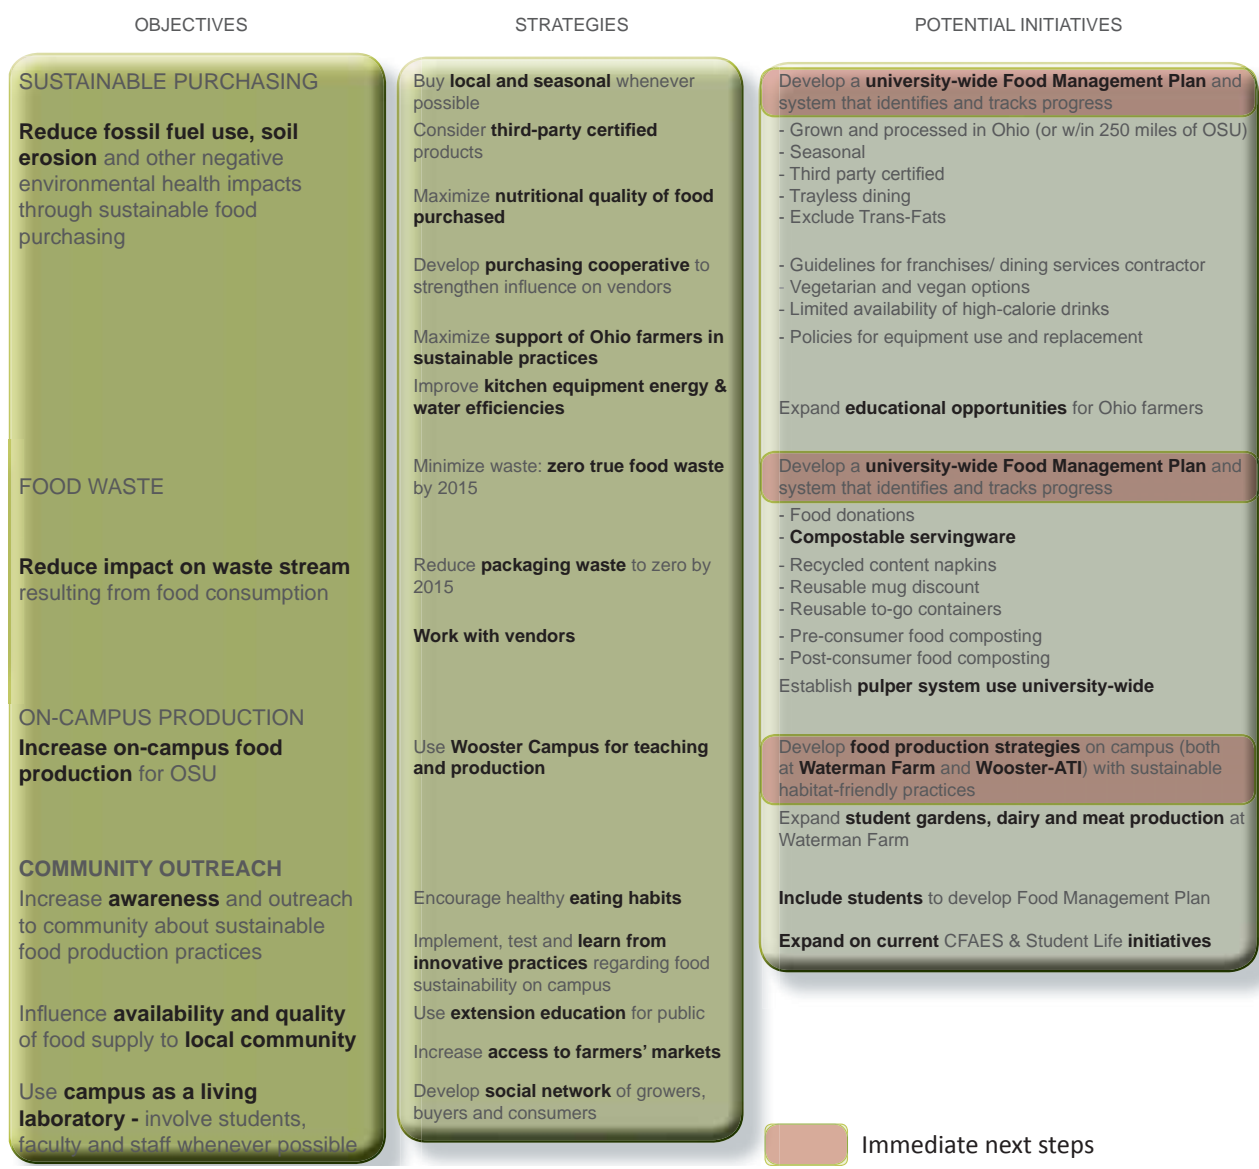 OBJECTIVES
STRATEGIES
POTENTIAL INITIATIVES
SUSTAINABLE PURCHASING
Reduce fossil fuel use, soil
erosion and other negative
environmental health impacts
through sustainable food
purchasing
FOOD WASTE
Reduce impact on waste stream
resulting from food consumption
ON-CAMPUS PRODUCTION
Increase on-campus food
production for OSU
COMMUNITY OUTREACH
Increase awareness and outreach
to community about sustainable
food production practices
Influence availability and quality
of food supply to local community
Use campus as a living
laboratory - involve students,
faculty and staff whenever possible
Buy local and seasonal whenever
possible
Consider third-party certified
products
Maximize nutritional quality of food
purchased
Develop purchasing cooperative to
strengthen influence on vendors
Maximize support of Ohio farmers in
sustainable practices
Improve kitchen equipment energy &
water efficiencies
Minimize waste: zero true food waste
by 2015
Reduce packaging waste to zero by
2015
Work with vendors
Use Wooster Campus for teaching
and production
Encourage healthy eating habits
Implement, test and learn from
innovative practices regarding food
sustainability on campus
Use extension education for public
Increase access to farmers' markets
Develop social network of growers,
buyers and consumers
Develop a university-wide Food Management Plan and
system that identifies and tracks progress
- Grown and processed in Ohio (or w/in 250 miles of OSU)
- Seasonal
- Third party certified
- Trayless dining
- Exclude Trans-Fats
- Guidelines for franchises/ dining services contractor
- Vegetarian and vegan options
- Limited availability of high-calorie drinks
- Policies for equipment use and replacement
Expand educational opportunities for Ohio farmers
Develop a university-wide Food Management Plan and
system that identifies and tracks progress
- Food donations
- Compostable servingware
- Recycled content napkins
- Reusable mug discount
- Reusable to-go containers
- Pre-consumer food composting
- Post-consumer food composting
Establish pulper system use university-wide
Develop food production strategies on campus (both
at Waterman Farm and Wooster-ATI) with sustainable
habitat-friendly practices
Expand student gardens, dairy and meat production at
Waterman Farm
Include students to develop Food Management Plan
Expand on current CFAES & Student Life initiatives
Immediate next steps